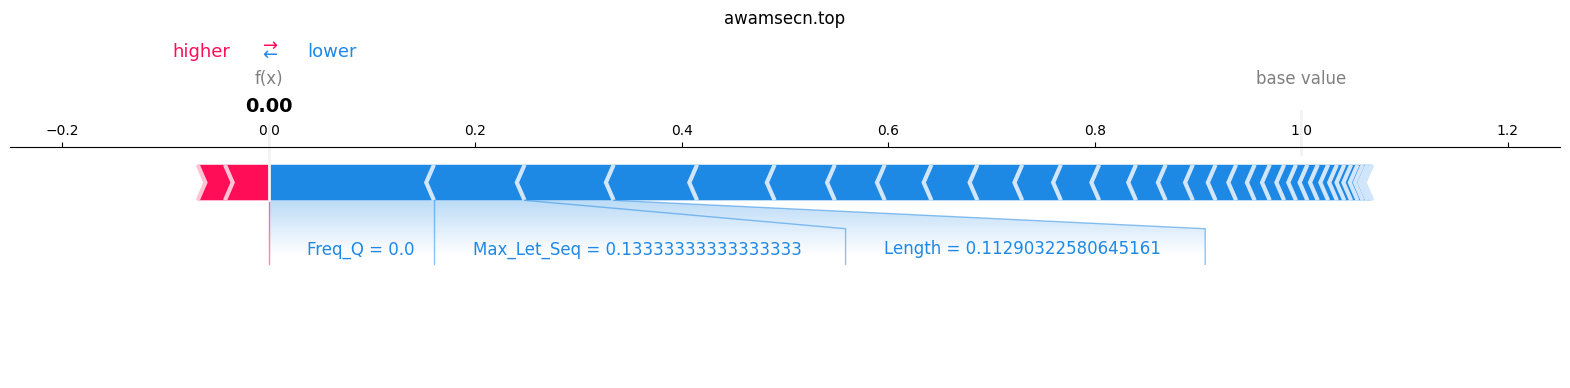 awamsecn.top
higher → ← lower
f(x) base value
0.00
−0.2 0.0 0.2 0.4 0.6 0.8 1.0 1.2
Freq_Q = 0.0 Max_Let_Seq = 0.13333333333333333 Length = 0.11290322580645161